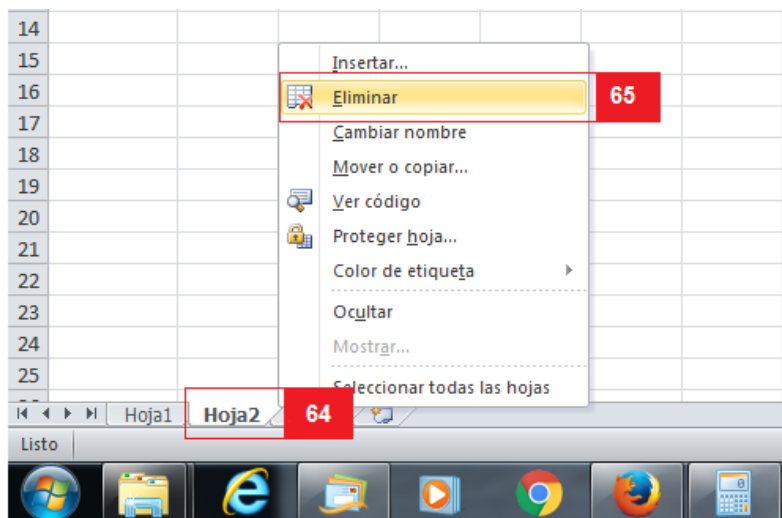 14
15
Insertar...
16
Eliminar
65
17
Cambiar nombre
18
Mover o copiar...
19
Ver código
20
Proteger hoja...
21
Color de etiqueta
22
23
Ocultar
24
Mostrar...
25
Seleccionar todas las hojas
Hoja1
Hoja2
64
Listo
0